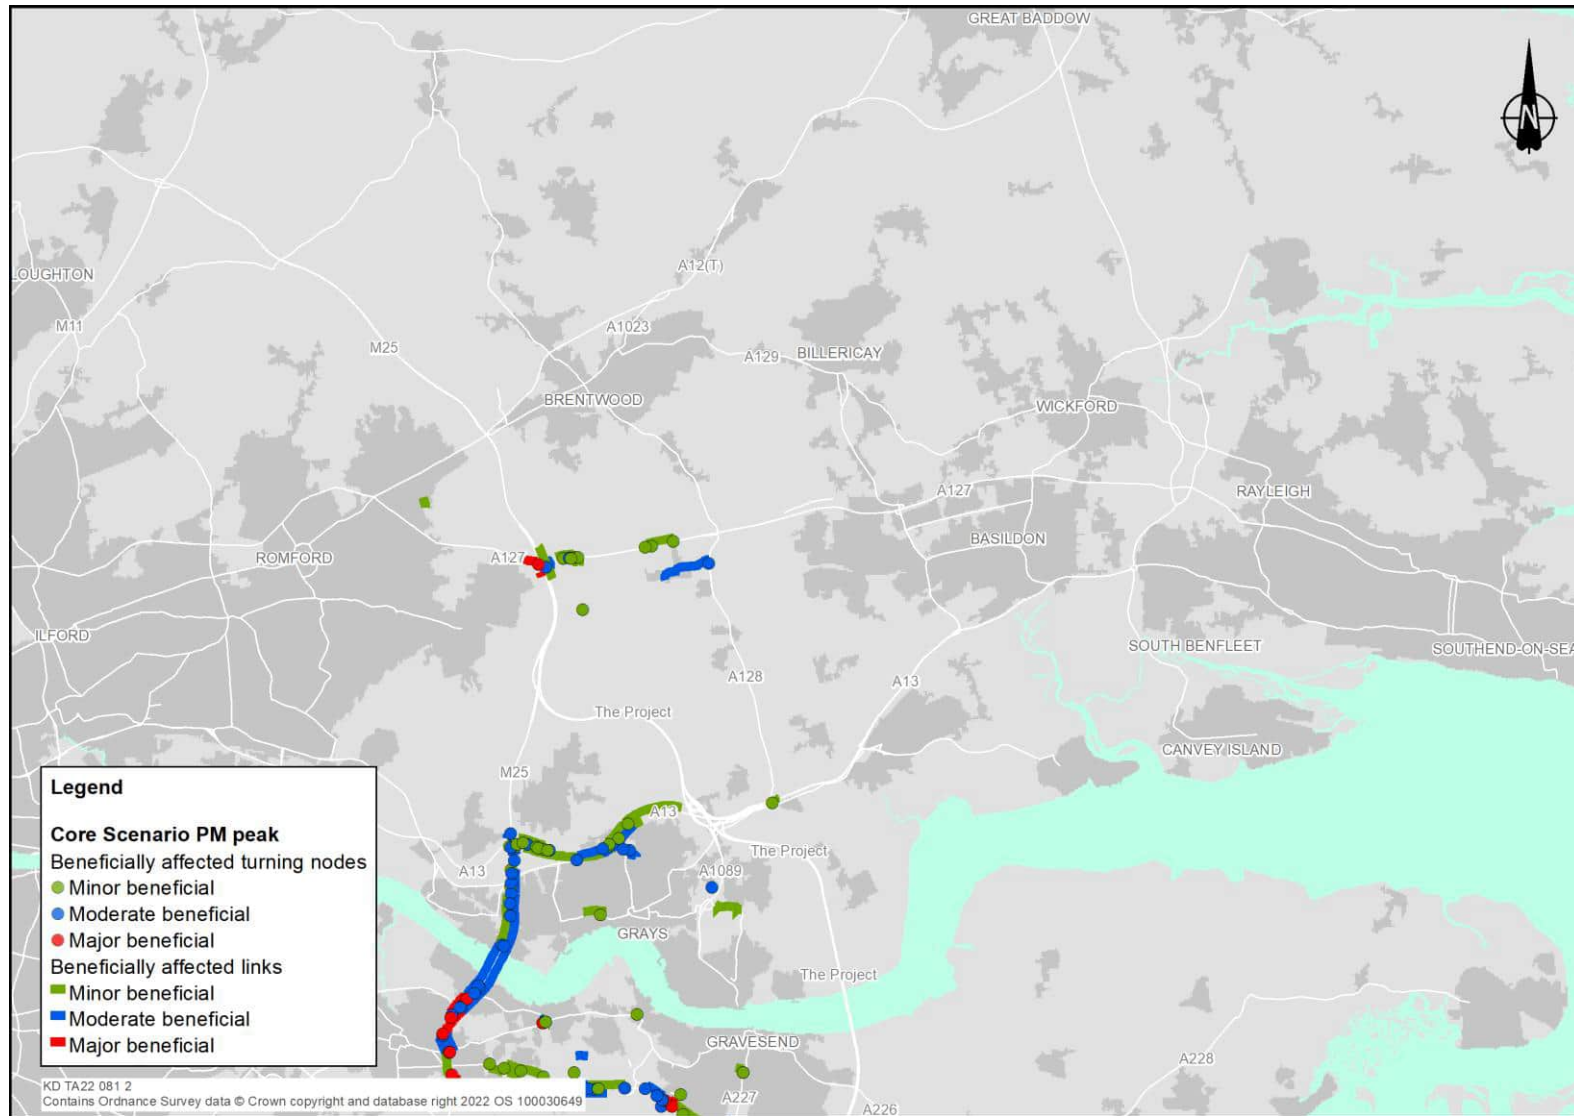 GREAT BADDOW
N
LOUGHTON
A12(T)
M11
A1023
M25
A129
BILLERICAY
BRENTWOOD
WICKFORD
A127
RAYLEIGH
BASILDON
ROMFORD
A127
ILFORD
SOUTH BENFLEET
SOUTHEND-ON-SEA
A128
A13
The Project
CANVEY ISLAND
M25
A13
The Project
A13
A1089
GRAYS
The Project
GRAVESEND
A228
A227
A226
Legend
Core Scenario PM peak
Beneficially affected turning nodes
Minor beneficial
Moderate beneficial
Major beneficial
Beneficially affected links
Minor beneficial
Moderate beneficial
Major beneficial
KD TA22 081 2
Contains Ordnance Survey data © Crown copyright and database right 2022 OS 100030649